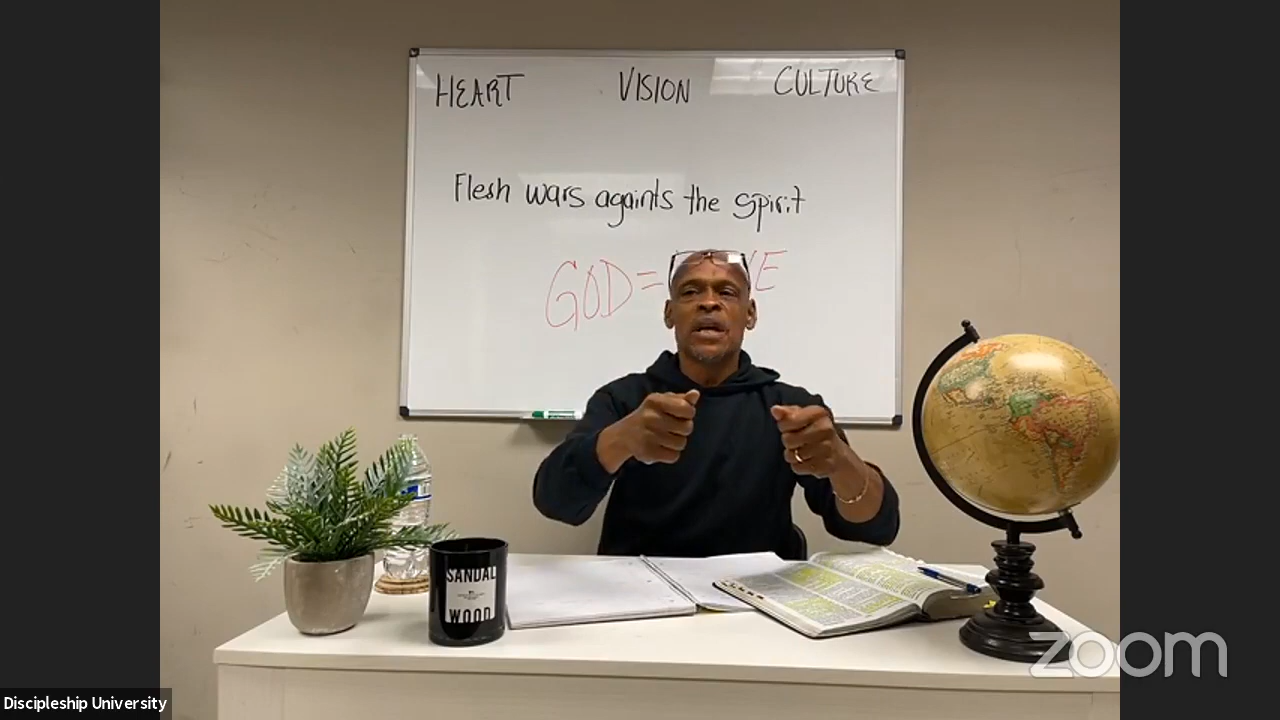 HEART VISION CULTURE
Flesh wars againts the spirit
GOD =
SANDAL
WOOD
Discipleship University
zoom